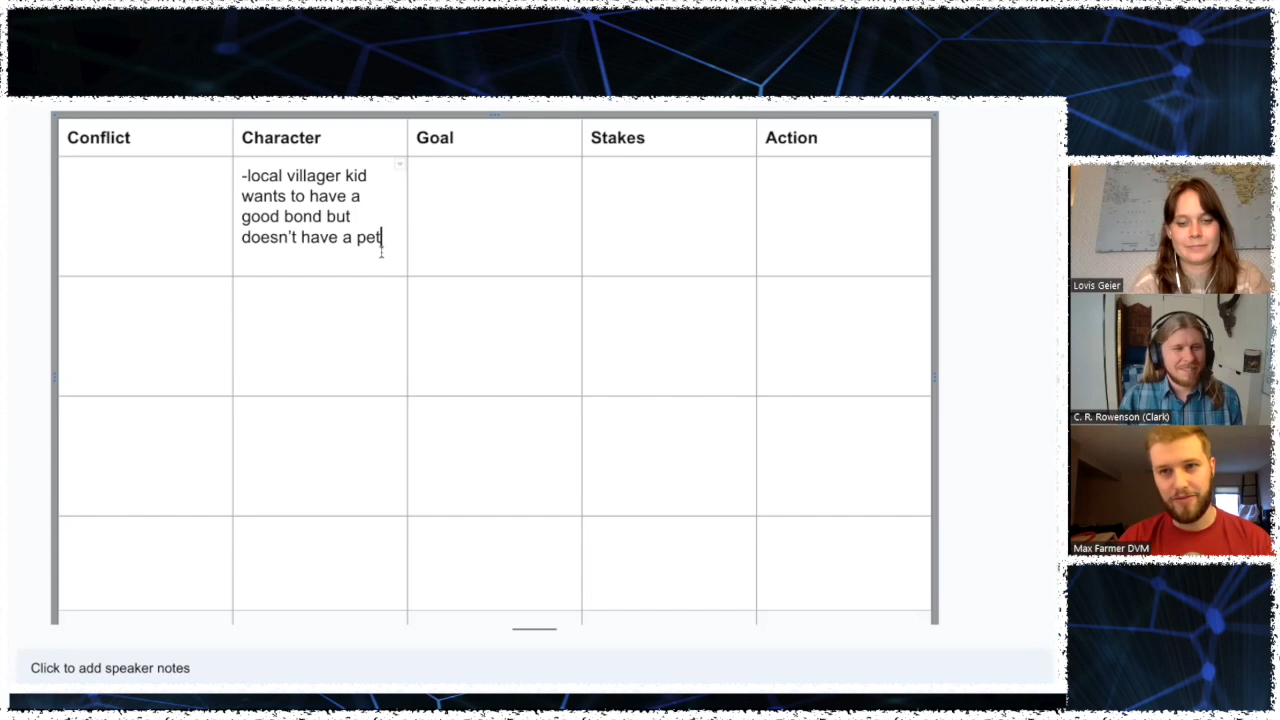 Conflict
Character
Goal
Stakes
Action
-local villager kid
wants to have a
good bond but
doesn't have a pet
Click to add speaker notes
Lovis Geier
C. R. Rowenson (Clark)
Max Farmer DVM